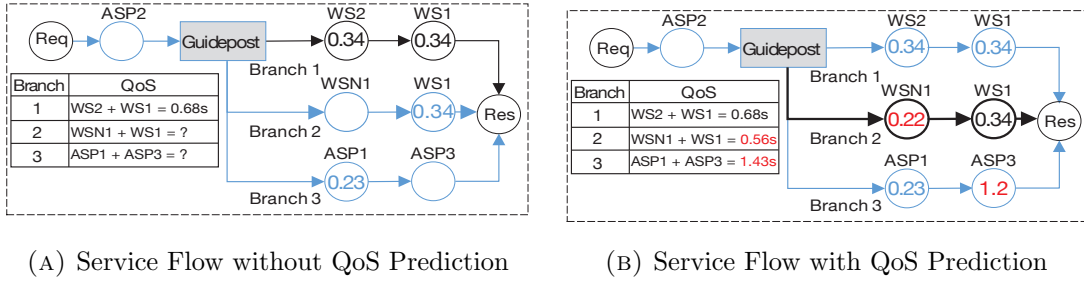 ASP2 WS2 WS1
Req Guidepost 0.34 0.34
Branch 1
Branch QoS
1 WS2 + WS1 = 0.68s
2 WSN1 + WS1 = ?
3 ASP1 + ASP3 = ?
WSN1 WS1
0.34 Res
Branch 2
ASP1 ASP3
0.23
Branch 3
(A) Service Flow without QoS Prediction
ASP2 WS2 WS1
Req Guidepost 0.34 0.34
Branch 1
Branch QoS
1 WS2 + WS1 = 0.68s
2 WSN1 + WS1 = 0.56s
3 ASP1 + ASP3 = 1.43s
WSN1 WS1
0.22 0.34 Res
Branch 2
ASP1 ASP3
0.23 1.2
Branch 3
(B) Service Flow with QoS Prediction